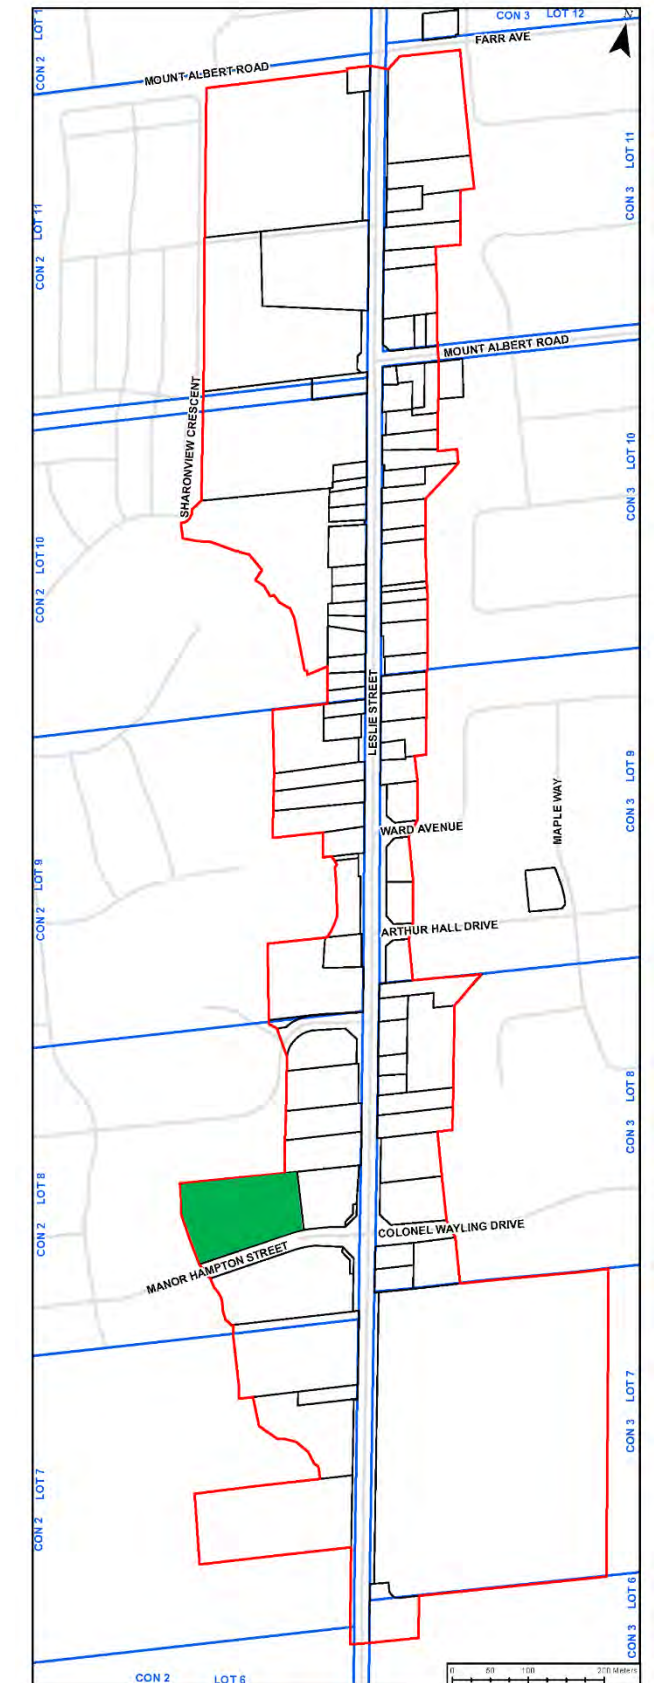 CON 3 LOT 12
N
FARR AVE
MOUNT ALBERT ROAD
CON 2 LOT 1
CON 3 LOT 11
CON 2 LOT 11
MOUNT ALBERT ROAD
SHARONVIEW CRESCENT
CON 3 LOT 10
CON 2 LOT 10
LESLIE STREET
CON 3 LOT 9
MAPLE WAY
WARD AVENUE
CON 2 LOT 9
ARTHUR HALL DRIVE
CON 3 LOT 8
CON 2 LOT 8
COLONEL WAYLING DRIVE
MANOR HAMPTON STREET
CON 3 LOT 7
CON 2 LOT 7
CON 3 LOT 6
CON 2 LOT 6
0 50 100 200 Meters